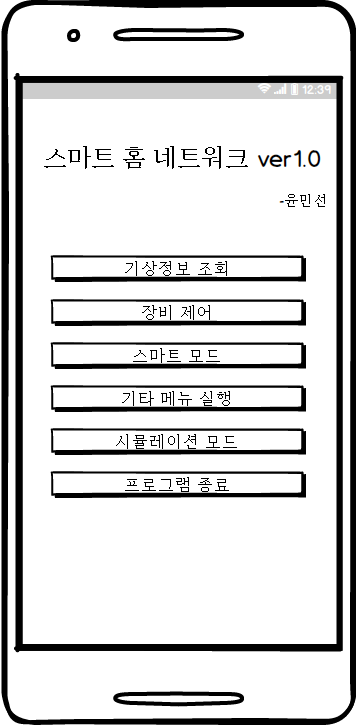 12:39
스마트 홈 네트워크 ver1.0
-윤민선
기상정보 조회
장비 제어
스마트 모드
기타 메뉴 실행
시뮬레이션 모드
프로그램 종료